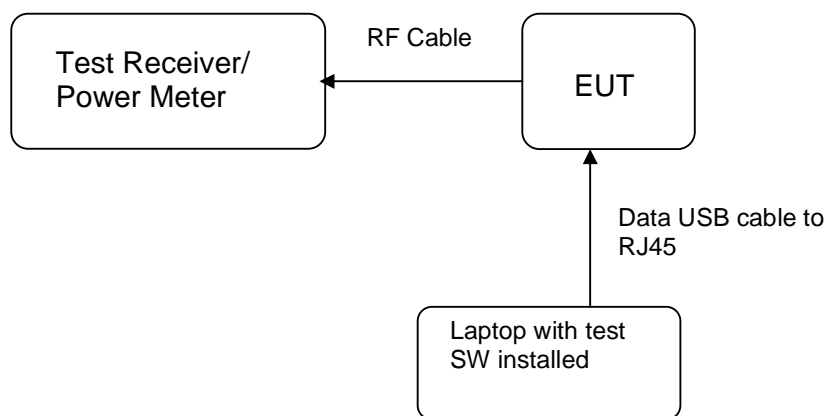 RF Cable
Test Receiver/
Power Meter
EUT
Data USB cable to
RJ45
Laptop with test
SW installed